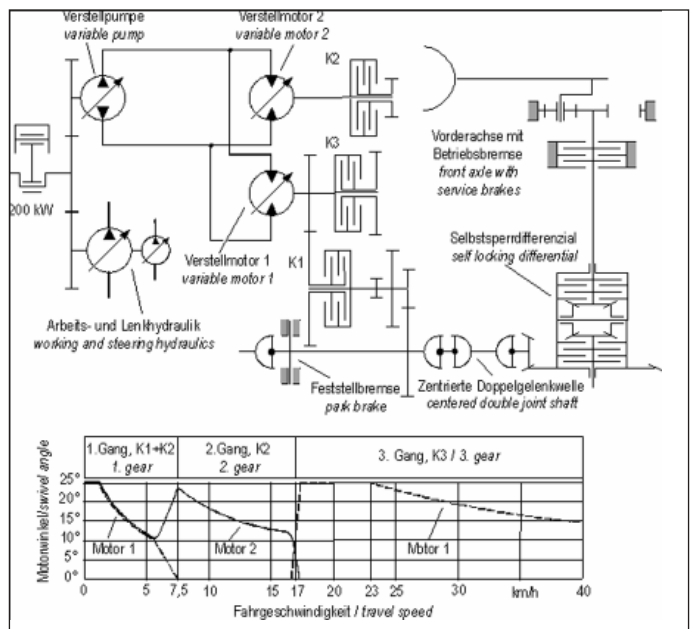 Verstellpumpe
variable pump
Verstellmotor 2
variable motor 2
K2
K3
Vorderachse mit
Betriebsbremse
front axle with
service brakes
200 kW
Verstellmotor 1
variable motor 1
K1
Selbstsperrdifferenzial
self locking differential
Arbeits- und Lenkhydraulik
working and steering hydraulics
Feststellbremse
park brake
Zentrierte Doppelgelenkwelle
centered double joint shaft
Motorwinkel/swivel angle
1.Gang, K1+K2
1. gear
2.Gang, K2
2. gear
3. Gang, K3 / 3. gear
25°
20°
15°
10°
5°
0°
Motor 1
Motor 2
Motor 1
0 5 7,5 10 15 17 20 23 25 30 km/h 40
Fahrgeschwindigkeit / travel speed